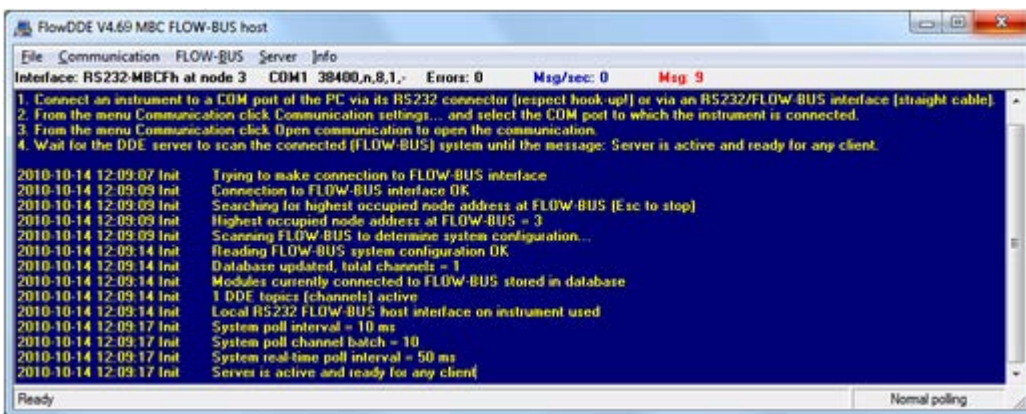 FlowDDE V4.69 MBC FLOW-BUS host
File Communication FLOW-BUS Server Info
Interface: RS232-MBCFh at node 3 COM1 38400,n,8,1,- Errors: 0 Msg/sec: 0 Msg: 9
1. Connect an instrument to a COM port of the PC via its RS232 connector (respect hook-up!) or via an RS232/FLOW-BUS interface (straight cable).
2. From the menu Communication click Communication settings... and select the COM port to which the instrument is connected.
3. From the menu Communication click Open communication to open the communication.
4. Wait for the DDE server to scan the connected (FLOW-BUS) system until the message: Server is active and ready for any client.
2010-10-14 12:09:07 Init Trying to make connection to FLOW-BUS interface
2010-10-14 12:09:09 Init Connection to FLOW-BUS interface OK
2010-10-14 12:09:09 Init Searching for highest occupied node address at FLOW-BUS (Esc to stop)
2010-10-14 12:09:09 Init Highest occupied node address at FLOW-BUS = 3
2010-10-14 12:09:09 Init Scanning FLOW-BUS to determine system configuration...
2010-10-14 12:09:14 Init Reading FLOW-BUS system configuration OK
2010-10-14 12:09:14 Init Database updated, total channels = 1
2010-10-14 12:09:14 Init Modules currently connected to FLOW-BUS stored in database
2010-10-14 12:09:14 Init 1 DDE topics (channels) active
2010-10-14 12:09:14 Init Local RS232 FLOW-BUS host interface on instrument used
2010-10-14 12:09:17 Init System poll interval = 10 ms
2010-10-14 12:09:17 Init System poll channel batch = 10
2010-10-14 12:09:17 Init System real-time poll interval = 50 ms
2010-10-14 12:09:17 Init Server is active and ready for any client
Ready Normal polling